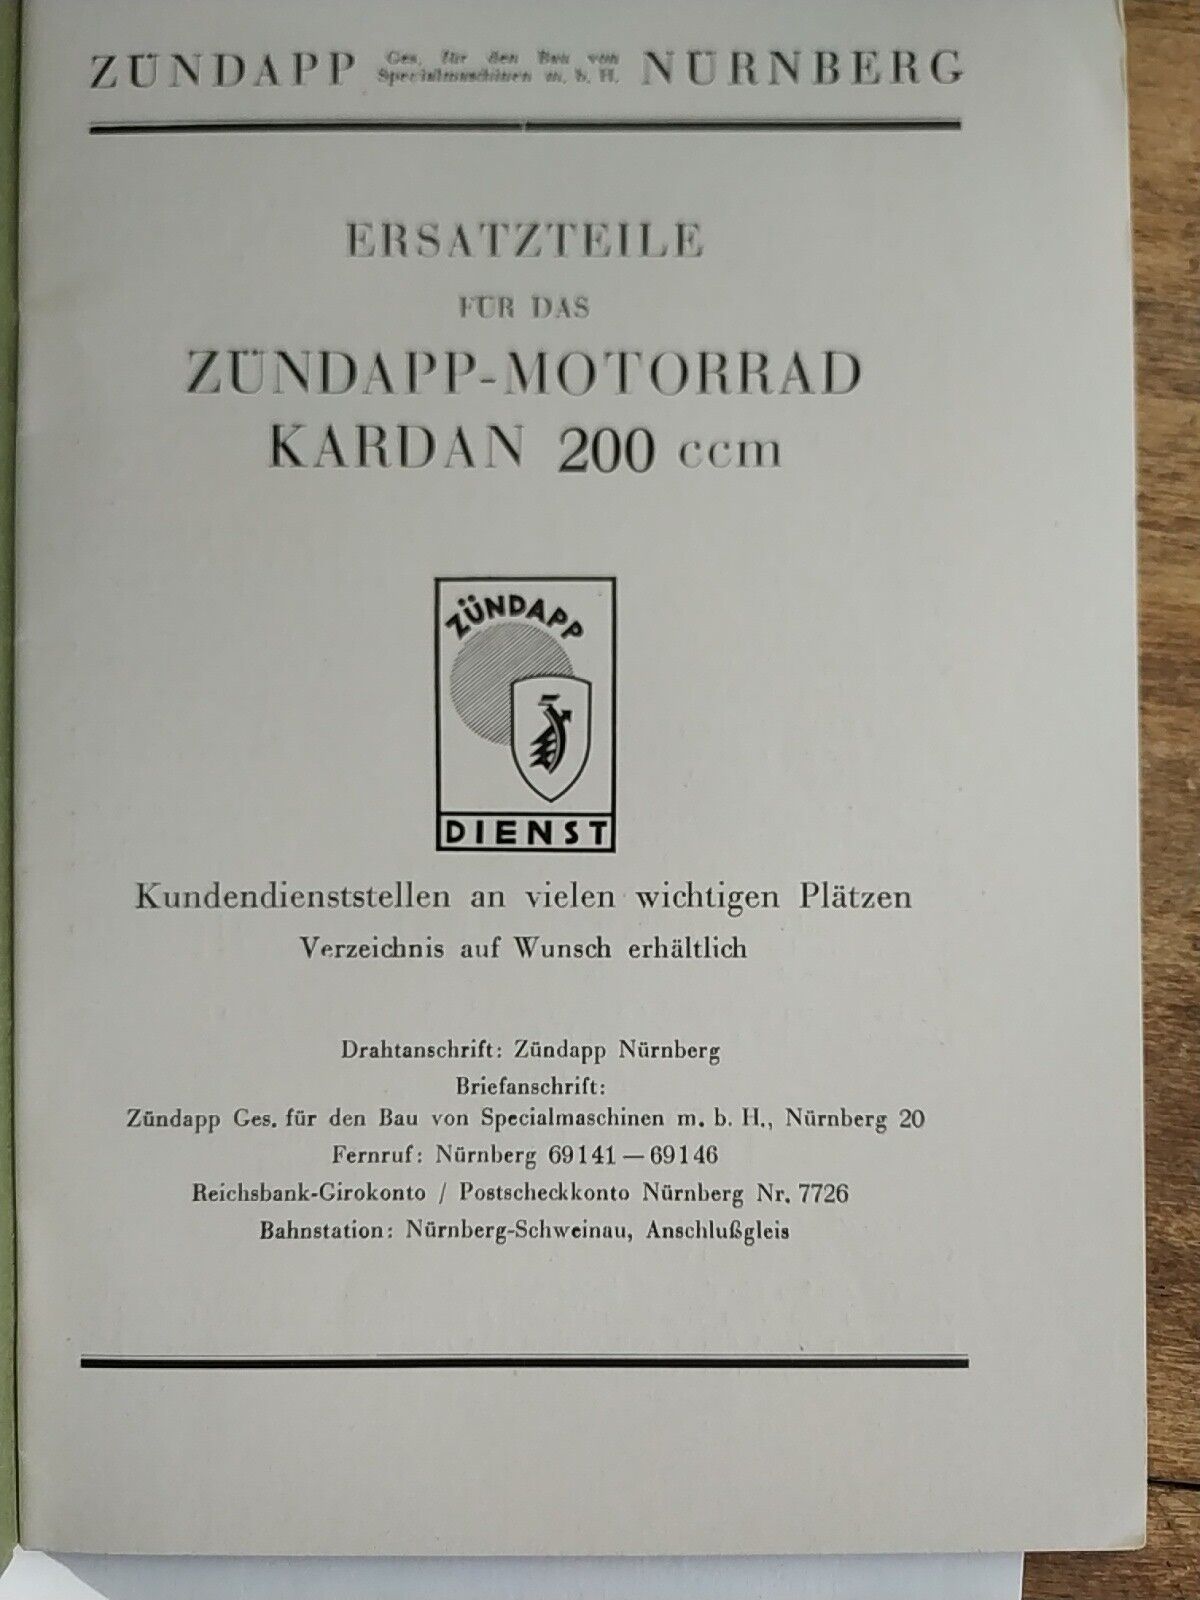 ZÜNDAPP Ges. für den Bau von Specialmaschinen m. b. H. NÜRNBERG
ERSATZTEILE
FÜR DAS
ZÜNDAPP-MOTORRAD
KARDAN 200 ccm
ZÜNDAPP
Z
DIENST
Kundendienststellen an vielen wichtigen Plätzen
Verzeichnis auf Wunsch erhältlich
Drahtanschrift: Zündapp Nürnberg
Briefanschrift:
Zündapp Ges. für den Bau von Specialmaschinen m. b. H., Nürnberg 20
Fernruf: Nürnberg 69141 — 69146
Reichsbank-Girokonto / Postscheckkonto Nürnberg Nr. 7726
Bahnstation: Nürnberg-Schweinau, Anschlußgleis